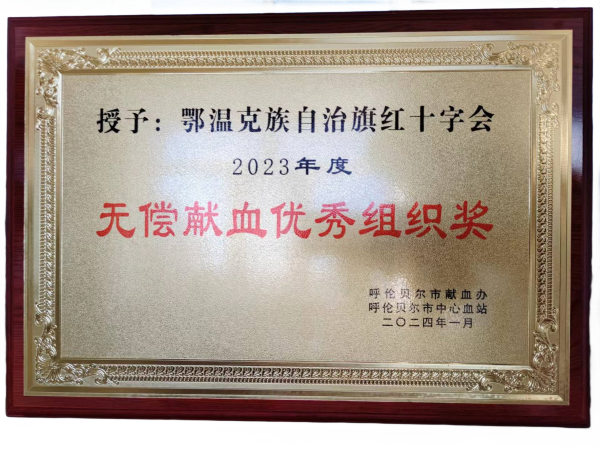 授予：鄂温克族自治旗红十字会
2023年度
无偿献血优秀组织奖
呼伦贝尔市献血办
呼伦贝尔市中心血站
二〇二四年一月